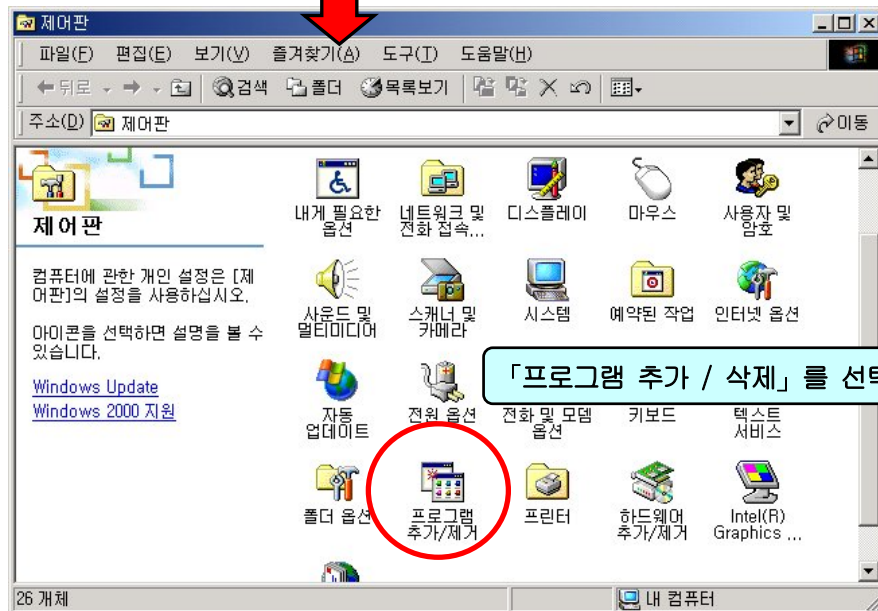 제어판
파일(F) 편집(E) 보기(V) 즐겨찾기(A) 도구(T) 도움말(H)
뒤로 검색 폴더 목록보기
주소(D) 제어판 이동
제어판
컴퓨터에 관한 개인 설정은 [제
어판]의 설정을 사용하십시오.
아이콘을 선택하면 설명을 볼 수
있습니다.
Windows Update
Windows 2000 지원
내게 필요한
옵션
네트워크 및
전화 접속...
디스플레이
마우스
사용자 및
암호
사운드 및
멀티미디어
스캐너 및
카메라
시스템
예약된 작업
인터넷 옵션
「프로그램 추가 / 삭제」를 선택
자동
업데이트
전원 옵션
전화 및 모뎀
옵션
키보드
텍스트
서비스
폴더 옵션
프로그램
추가/제거
프린터
하드웨어
추가/제거
Intel(R)
Graphics ...
26 개체
내 컴퓨터